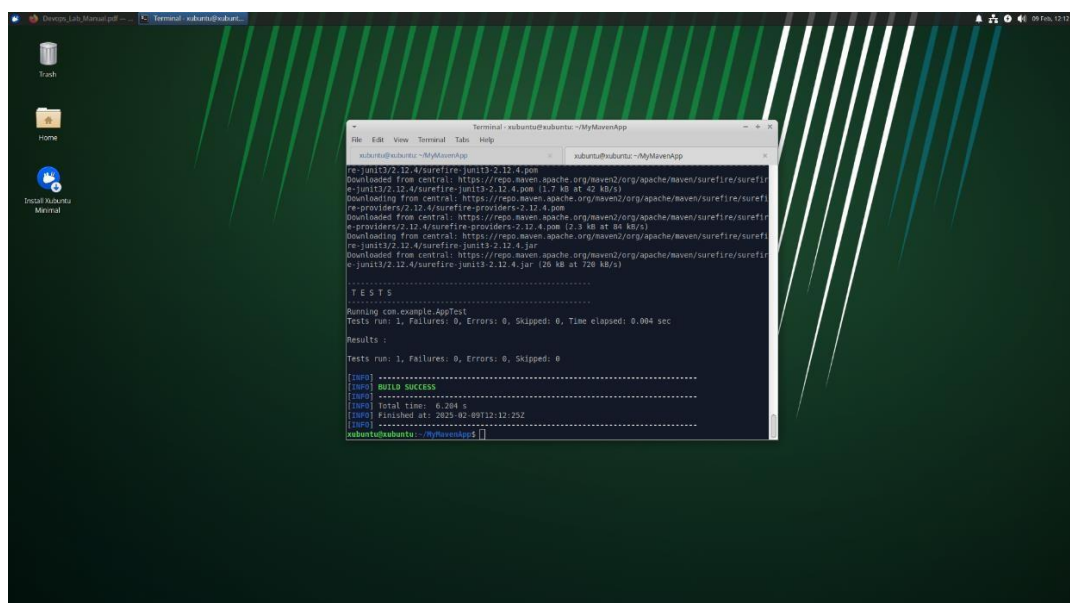 Devops_Lab_Manual.pdf — ...
Terminal - xubuntu@xubunt...
09 Feb, 12:12
Trash
Home
Install Xubuntu
Minimal
Terminal - xubuntu@xubuntu: ~/MyMavenApp
File Edit View Terminal Tabs Help
xubuntu@xubuntu: ~/MyMavenApp
xubuntu@xubuntu: ~/MyMavenApp
re-junit3/2.12.4/surefire-junit3-2.12.4.pom
Downloaded from central: https://repo.maven.apache.org/maven2/org/apache/maven/surefire/surefir
e-junit3/2.12.4/surefire-junit3-2.12.4.pom (1.7 kB at 42 kB/s)
Downloading from central: https://repo.maven.apache.org/maven2/org/apache/maven/surefire/surefi
re-providers/2.12.4/surefire-providers-2.12.4.pom
Downloaded from central: https://repo.maven.apache.org/maven2/org/apache/maven/surefire/surefir
e-providers/2.12.4/surefire-providers-2.12.4.pom (2.3 kB at 84 kB/s)
Downloading from central: https://repo.maven.apache.org/maven2/org/apache/maven/surefire/surefi
re-junit3/2.12.4/surefire-junit3-2.12.4.jar
Downloaded from central: https://repo.maven.apache.org/maven2/org/apache/maven/surefire/surefir
e-junit3/2.12.4/surefire-junit3-2.12.4.jar (26 kB at 720 kB/s)
-------------------------------------------------------
T E S T S
-------------------------------------------------------
Running com.example.AppTest
Tests run: 1, Failures: 0, Errors: 0, Skipped: 0, Time elapsed: 0.004 sec
Results :
Tests run: 1, Failures: 0, Errors: 0, Skipped: 0
[INFO] ------------------------------------------------------------------------
[INFO] BUILD SUCCESS
[INFO] ------------------------------------------------------------------------
[INFO] Total time: 6.204 s
[INFO] Finished at: 2025-02-09T12:12:25Z
[INFO] ------------------------------------------------------------------------
xubuntu@xubuntu:~/MyMavenApp$